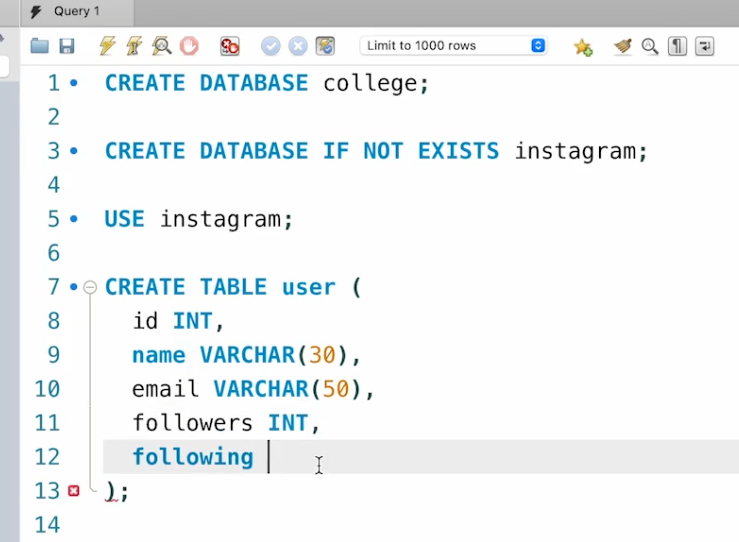 Query 1
Limit to 1000 rows
1 CREATE DATABASE college;
2
3 CREATE DATABASE IF NOT EXISTS instagram;
4
5 USE instagram;
6
7 CREATE TABLE user (
8 id INT,
9 name VARCHAR(30),
10 email VARCHAR(50),
11 followers INT,
12 following
13 );
14